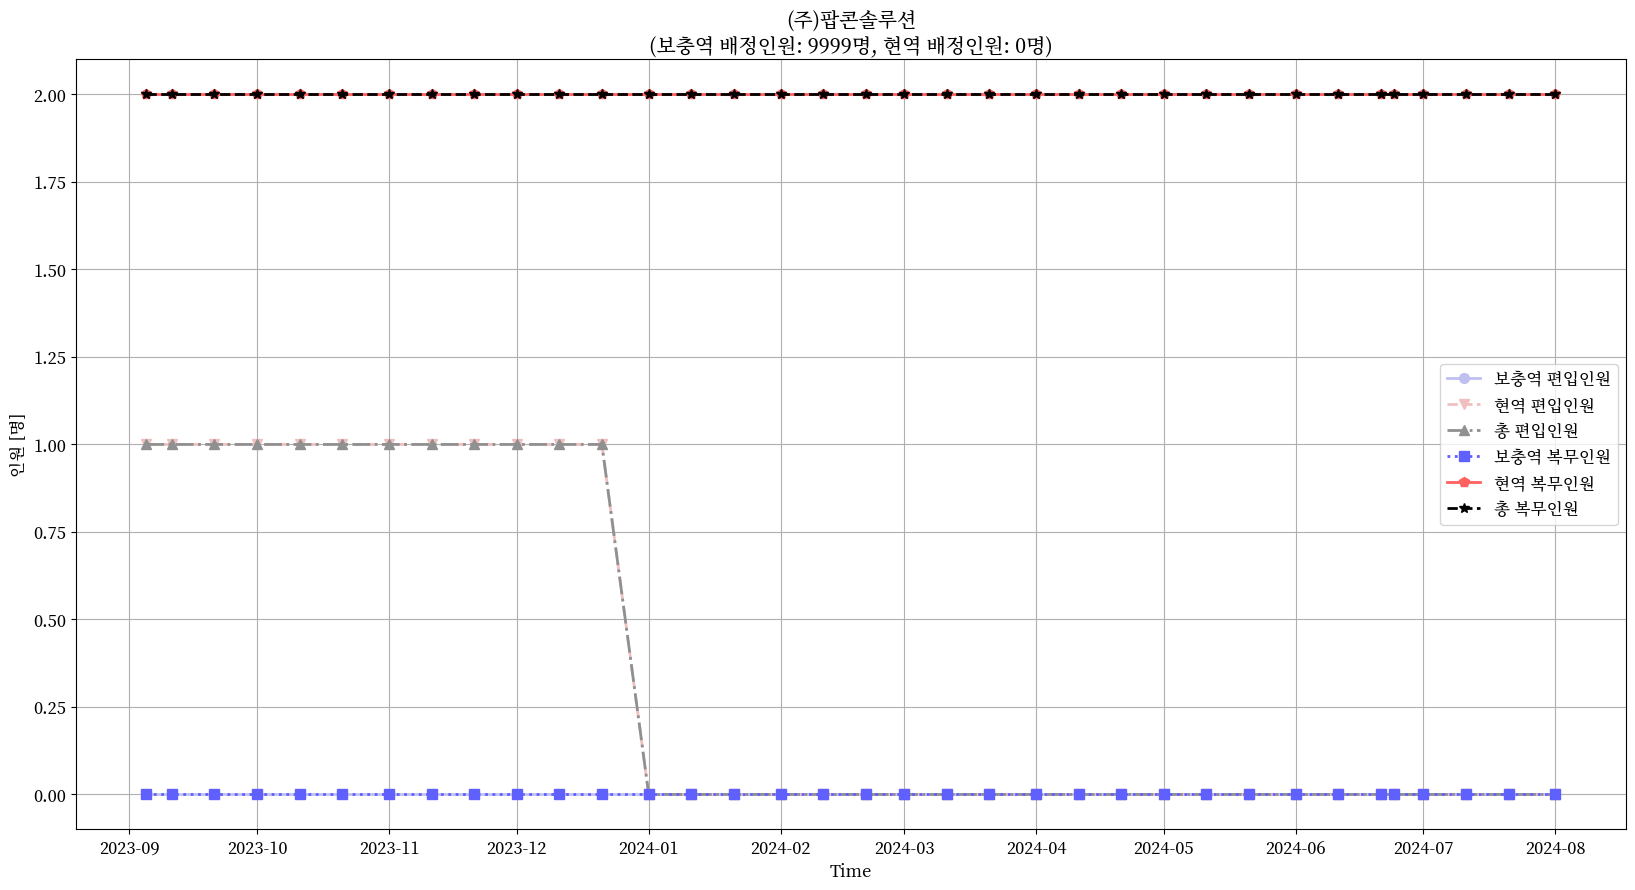 (주)팝콘솔루션
(보충역 배정인원: 9999명, 현역 배정인원: 0명)
2.00
1.75
1.50
1.25
1.00
0.75
0.50
0.25
0.00
인원 [명]
보충역 편입인원
현역 편입인원
총 편입인원
보충역 복무인원
현역 복무인원
총 복무인원
2023-09 2023-10 2023-11 2023-12 2024-01 2024-02 2024-03 2024-04 2024-05 2024-06 2024-07 2024-08
Time